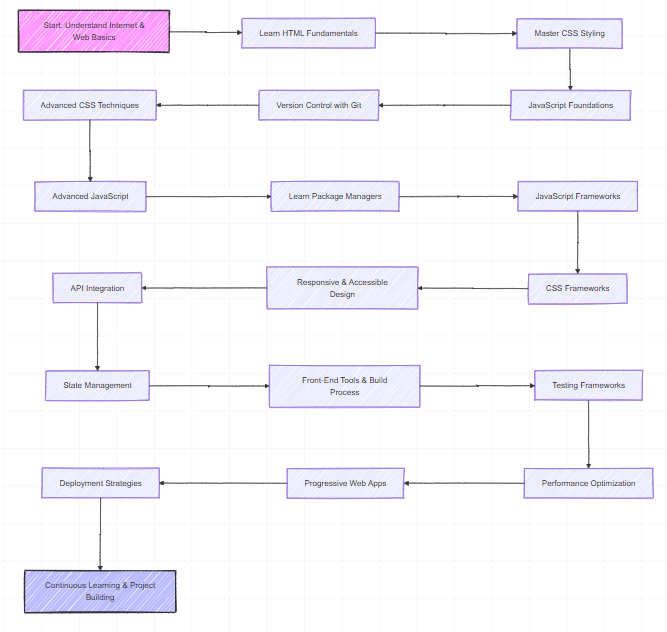 Start: Understand Internet &
Web Basics
Learn HTML Fundamentals
Master CSS Styling
JavaScript Foundations
Version Control with Git
Advanced CSS Techniques
Advanced JavaScript
Learn Package Managers
JavaScript Frameworks
CSS Frameworks
Responsive & Accessible
Design
API Integration
State Management
Front-End Tools & Build
Process
Testing Frameworks
Performance Optimization
Progressive Web Apps
Deployment Strategies
Continuous Learning & Project
Building